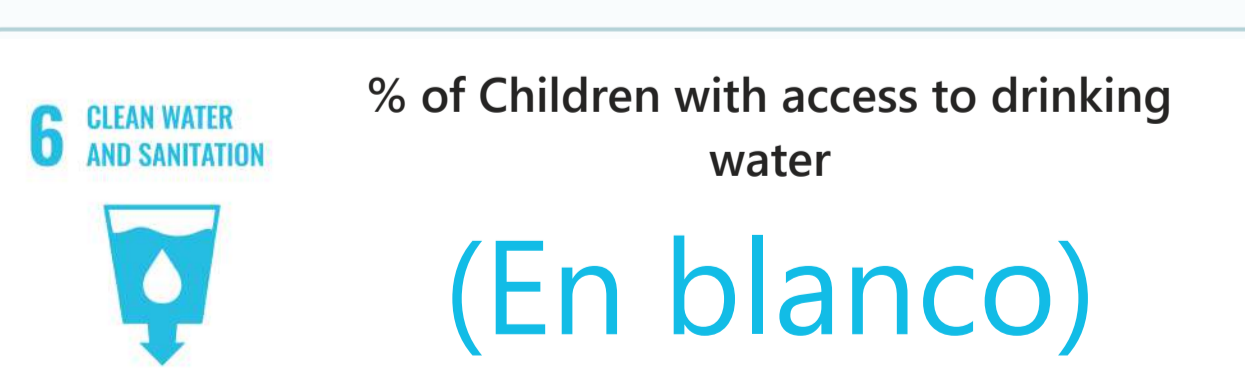 6 CLEAN WATER
AND SANITATION
% of Children with access to drinking
water
(En blanco)